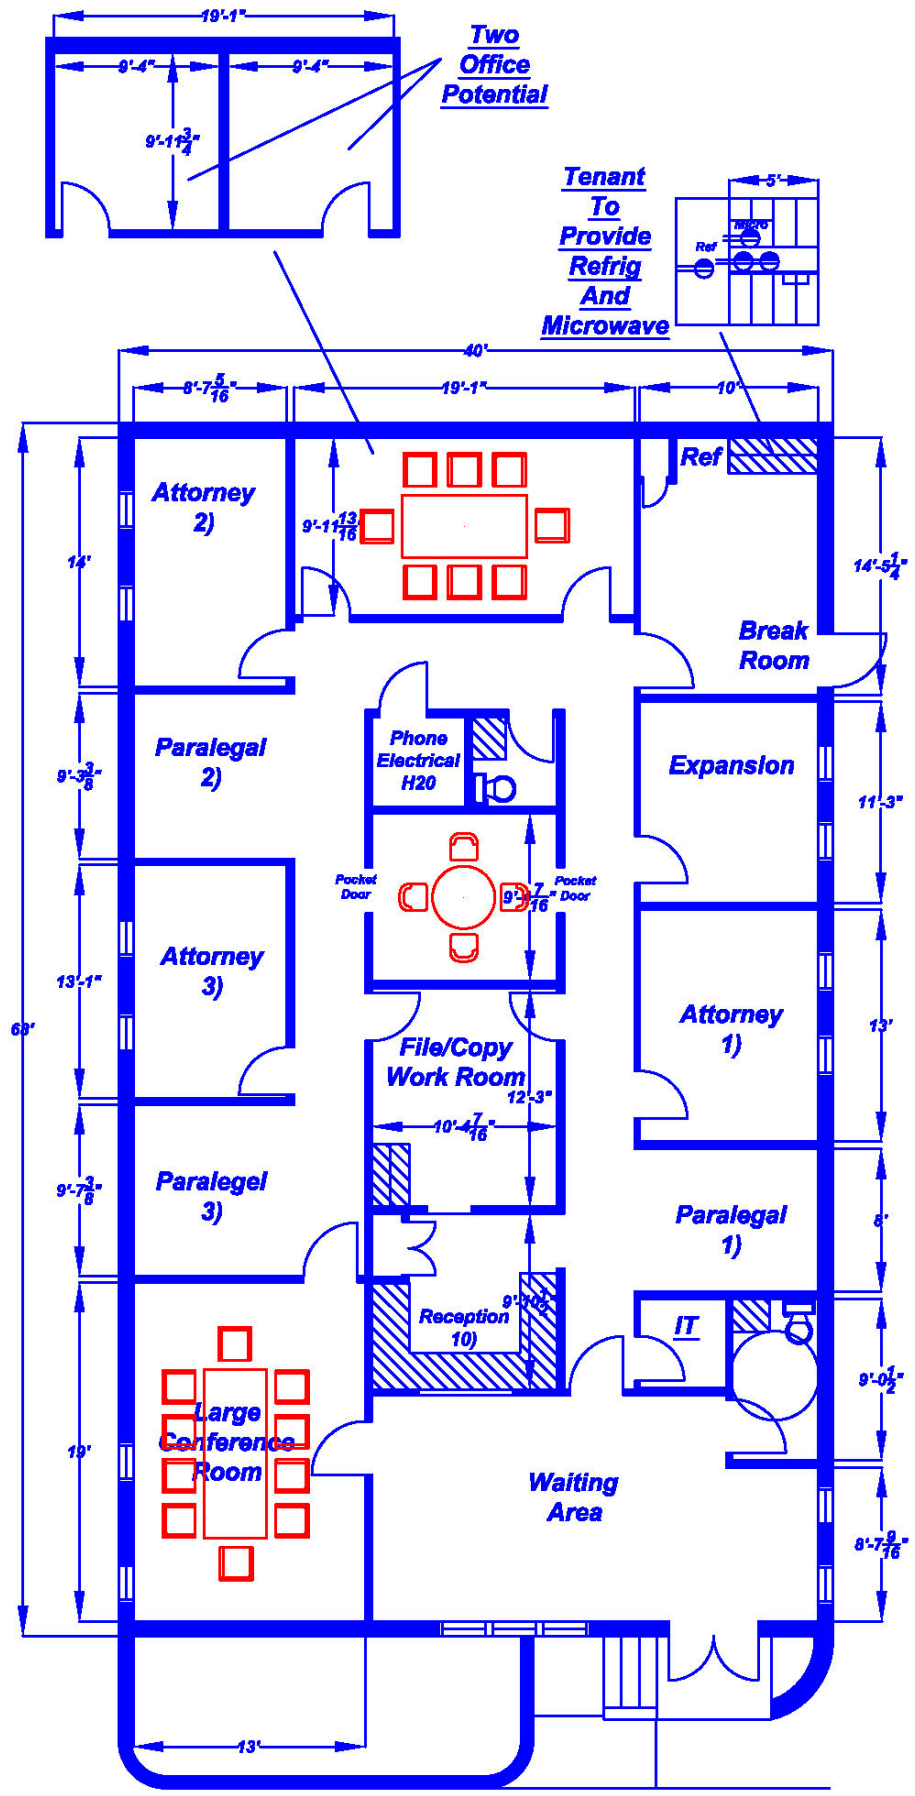 19'-1"
Two
Office
Potential
9'-4" 9'-4"
9'-11 3/4"
Tenant
To
Provide
Refrig
And
Microwave
5'
Micro
Ref
40'
8'-7 5/16" 19'-1" 10'
Ref
Attorney
2)
9'-11 13/16"
14'
14'-5 1/4"
Break
Room
Phone
Electrical
H20
Paralegal
2)
9'-3 3/8"
Expansion
11'-3"
Pocket
Door
Pocket
Door
Attorney
3)
13'-1"
Attorney
1)
13'
68'
File/Copy
Work Room
12'-3"
10'-4 7/16"
Paralegel
3)
9'-7 3/8"
Paralegal
1)
8'
9'-10 1/2"
Reception
10)
IT
9'-0 1/2"
Large
Conference
Room
19'
Waiting
Area
8'-7 9/16"
13'